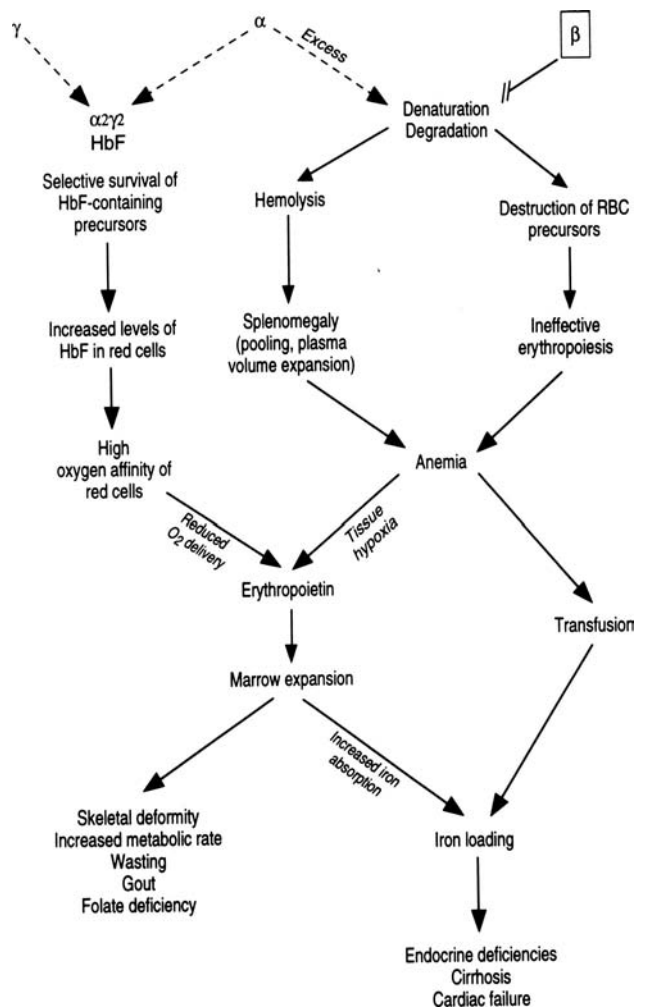 γ
α
Excess
β
α2γ2
HbF
Denaturation
Degradation
Selective survival of
HbF-containing
precursors
Hemolysis
Destruction of RBC
precursors
Increased levels of
HbF in red cells
Splenomegaly
(pooling, plasma
volume expansion)
Ineffective
erythropoiesis
High
oxygen affinity of
red cells
Anemia
Reduced
O2 delivery
Tissue
hypoxia
Erythropoietin
Transfusion
Marrow expansion
Increased iron
absorption
Skeletal deformity
Increased metabolic rate
Wasting
Gout
Folate deficiency
Iron loading
Endocrine deficiencies
Cirrhosis
Cardiac failure